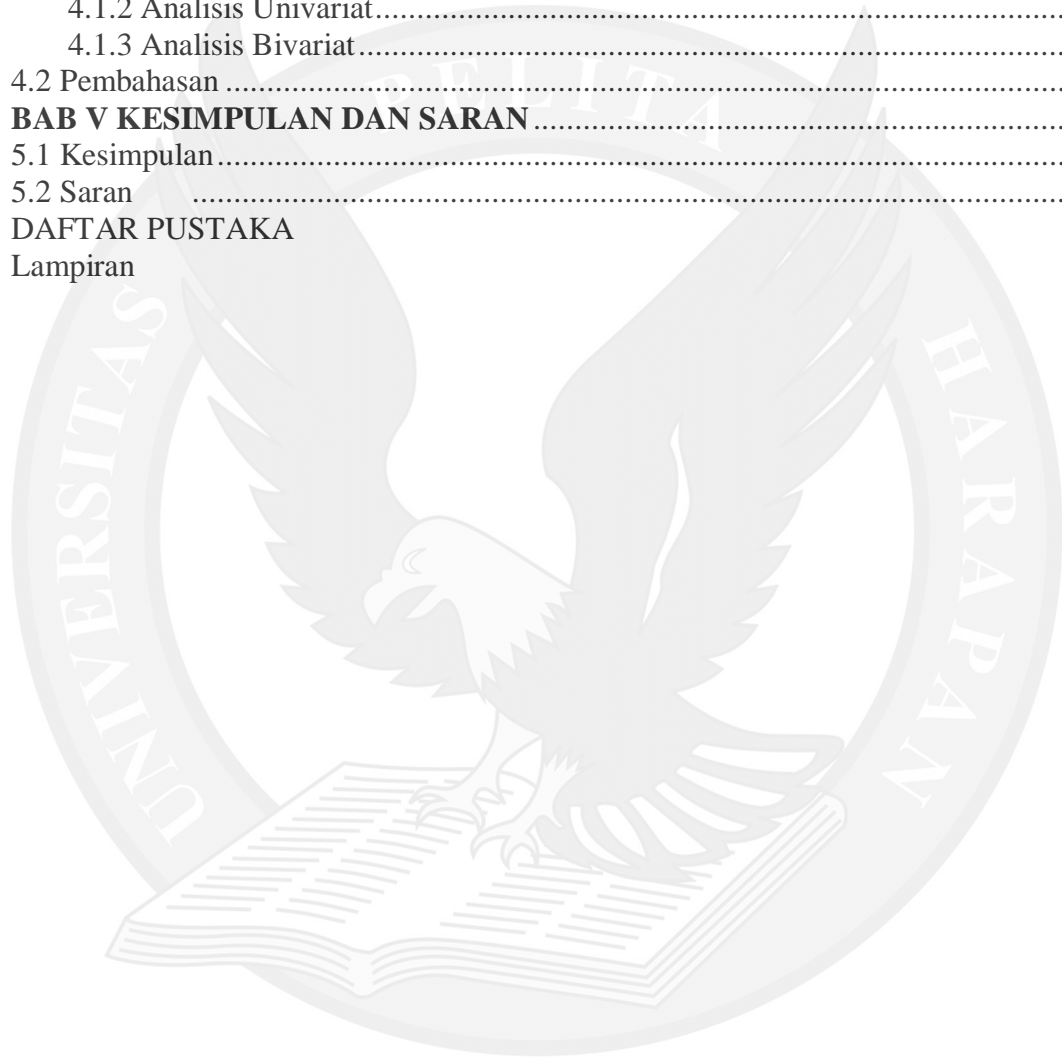 4.1.2 Analisis Univariat....................................................................................
4.1.3 Analisis Bivariat.......................................................................................
4.2 Pembahasan .....................................................................................................
BAB V KESIMPULAN DAN SARAN................................................................
5.1 Kesimpulan.......................................................................................................
5.2 Saran ..........................................................................................................
DAFTAR PUSTAKA
Lampiran
UNIVERSITAS PELITA HARAPAN